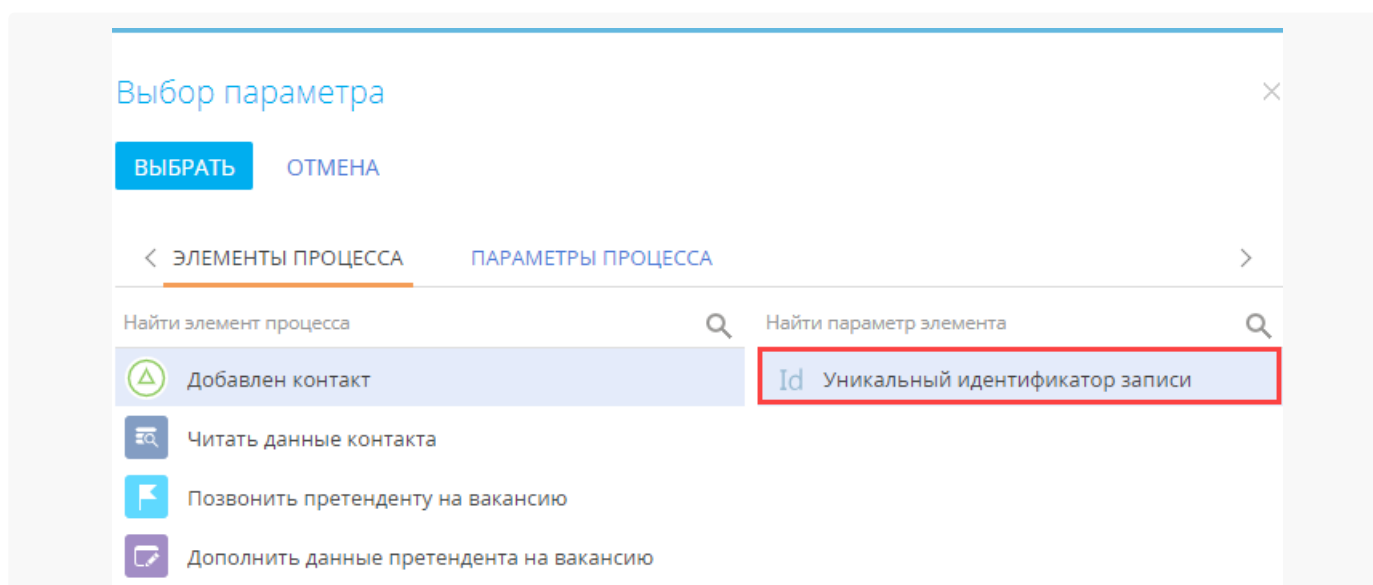 Выбор параметра
ВЫБРАТЬ ОТМЕНА
ЭЛЕМЕНТЫ ПРОЦЕССА ПАРАМЕТРЫ ПРОЦЕССА
Найти элемент процесса Найти параметр элемента
Добавлен контакт Id Уникальный идентификатор записи
Читать данные контакта
Позвонить претенденту на вакансию
Дополнить данные претендента на вакансию